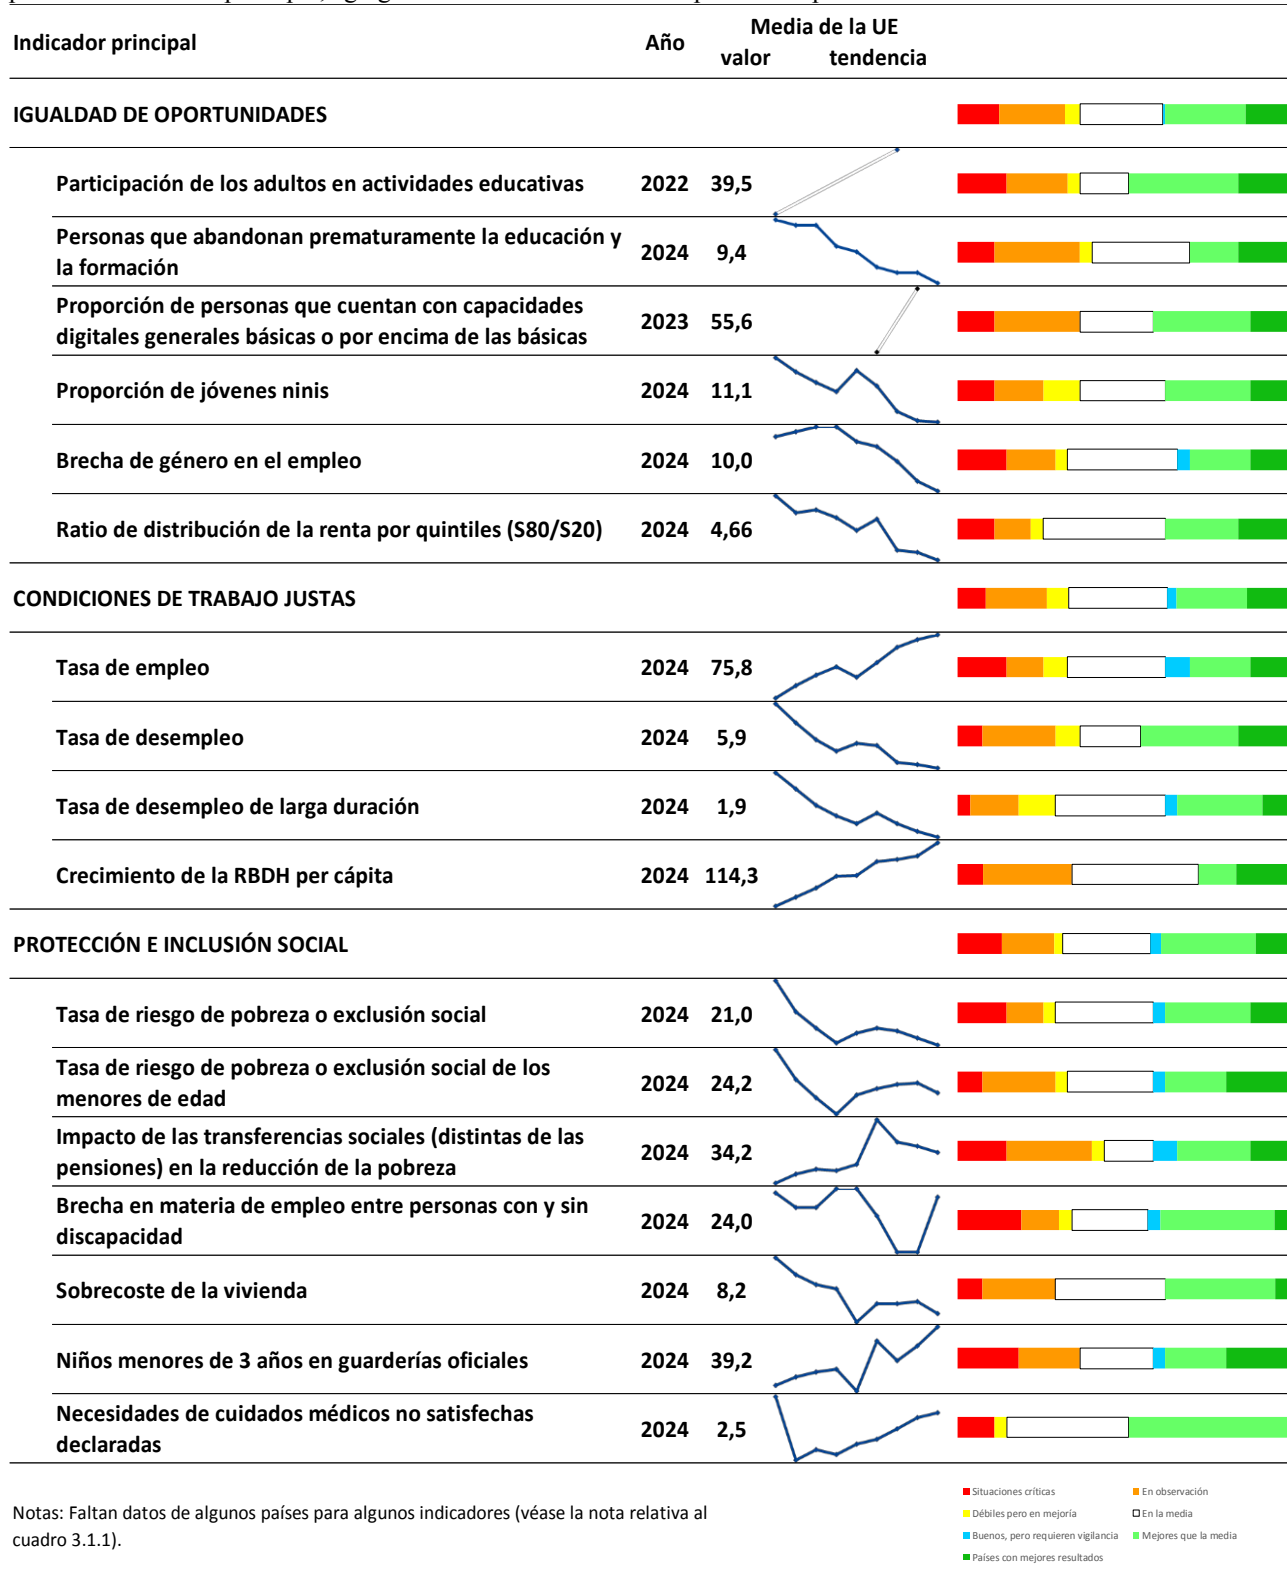 Indicador principal Año Media de la UE
valor tendencia
IGUALDAD DE OPORTUNIDADES
Participación de los adultos en actividades educativas 2022 39,5
Personas que abandonan prematuramente la educación y
la formación 2024 9,4
Proporción de personas que cuentan con capacidades
digitales generales básicas o por encima de las básicas 2023 55,6
Proporción de jóvenes ninis 2024 11,1
Brecha de género en el empleo 2024 10,0
Ratio de distribución de la renta por quintiles (S80/S20) 2024 4,66
CONDICIONES DE TRABAJO JUSTAS
Tasa de empleo 2024 75,8
Tasa de desempleo 2024 5,9
Tasa de desempleo de larga duración 2024 1,9
Crecimiento de la RBDH per cápita 2024 114,3
PROTECCIÓN E INCLUSIÓN SOCIAL
Tasa de riesgo de pobreza o exclusión social 2024 21,0
Tasa de riesgo de pobreza o exclusión social de los
menores de edad 2024 24,2
Impacto de las transferencias sociales (distintas de las
pensiones) en la reducción de la pobreza 2024 34,2
Brecha en materia de empleo entre personas con y sin
discapacidad 2024 24,0
Sobrecoste de la vivienda 2024 8,2
Niños menores de 3 años en guarderías oficiales 2024 39,2
Necesidades de cuidados médicos no satisfechas
declaradas 2024 2,5
Notas: Faltan datos de algunos países para algunos indicadores (véase la nota relativa al
cuadro 3.1.1).
Situaciones críticas En observación
Débiles pero en mejoría En la media
Buenos, pero requieren vigilancia Mejores que la media
Países con mejores resultados